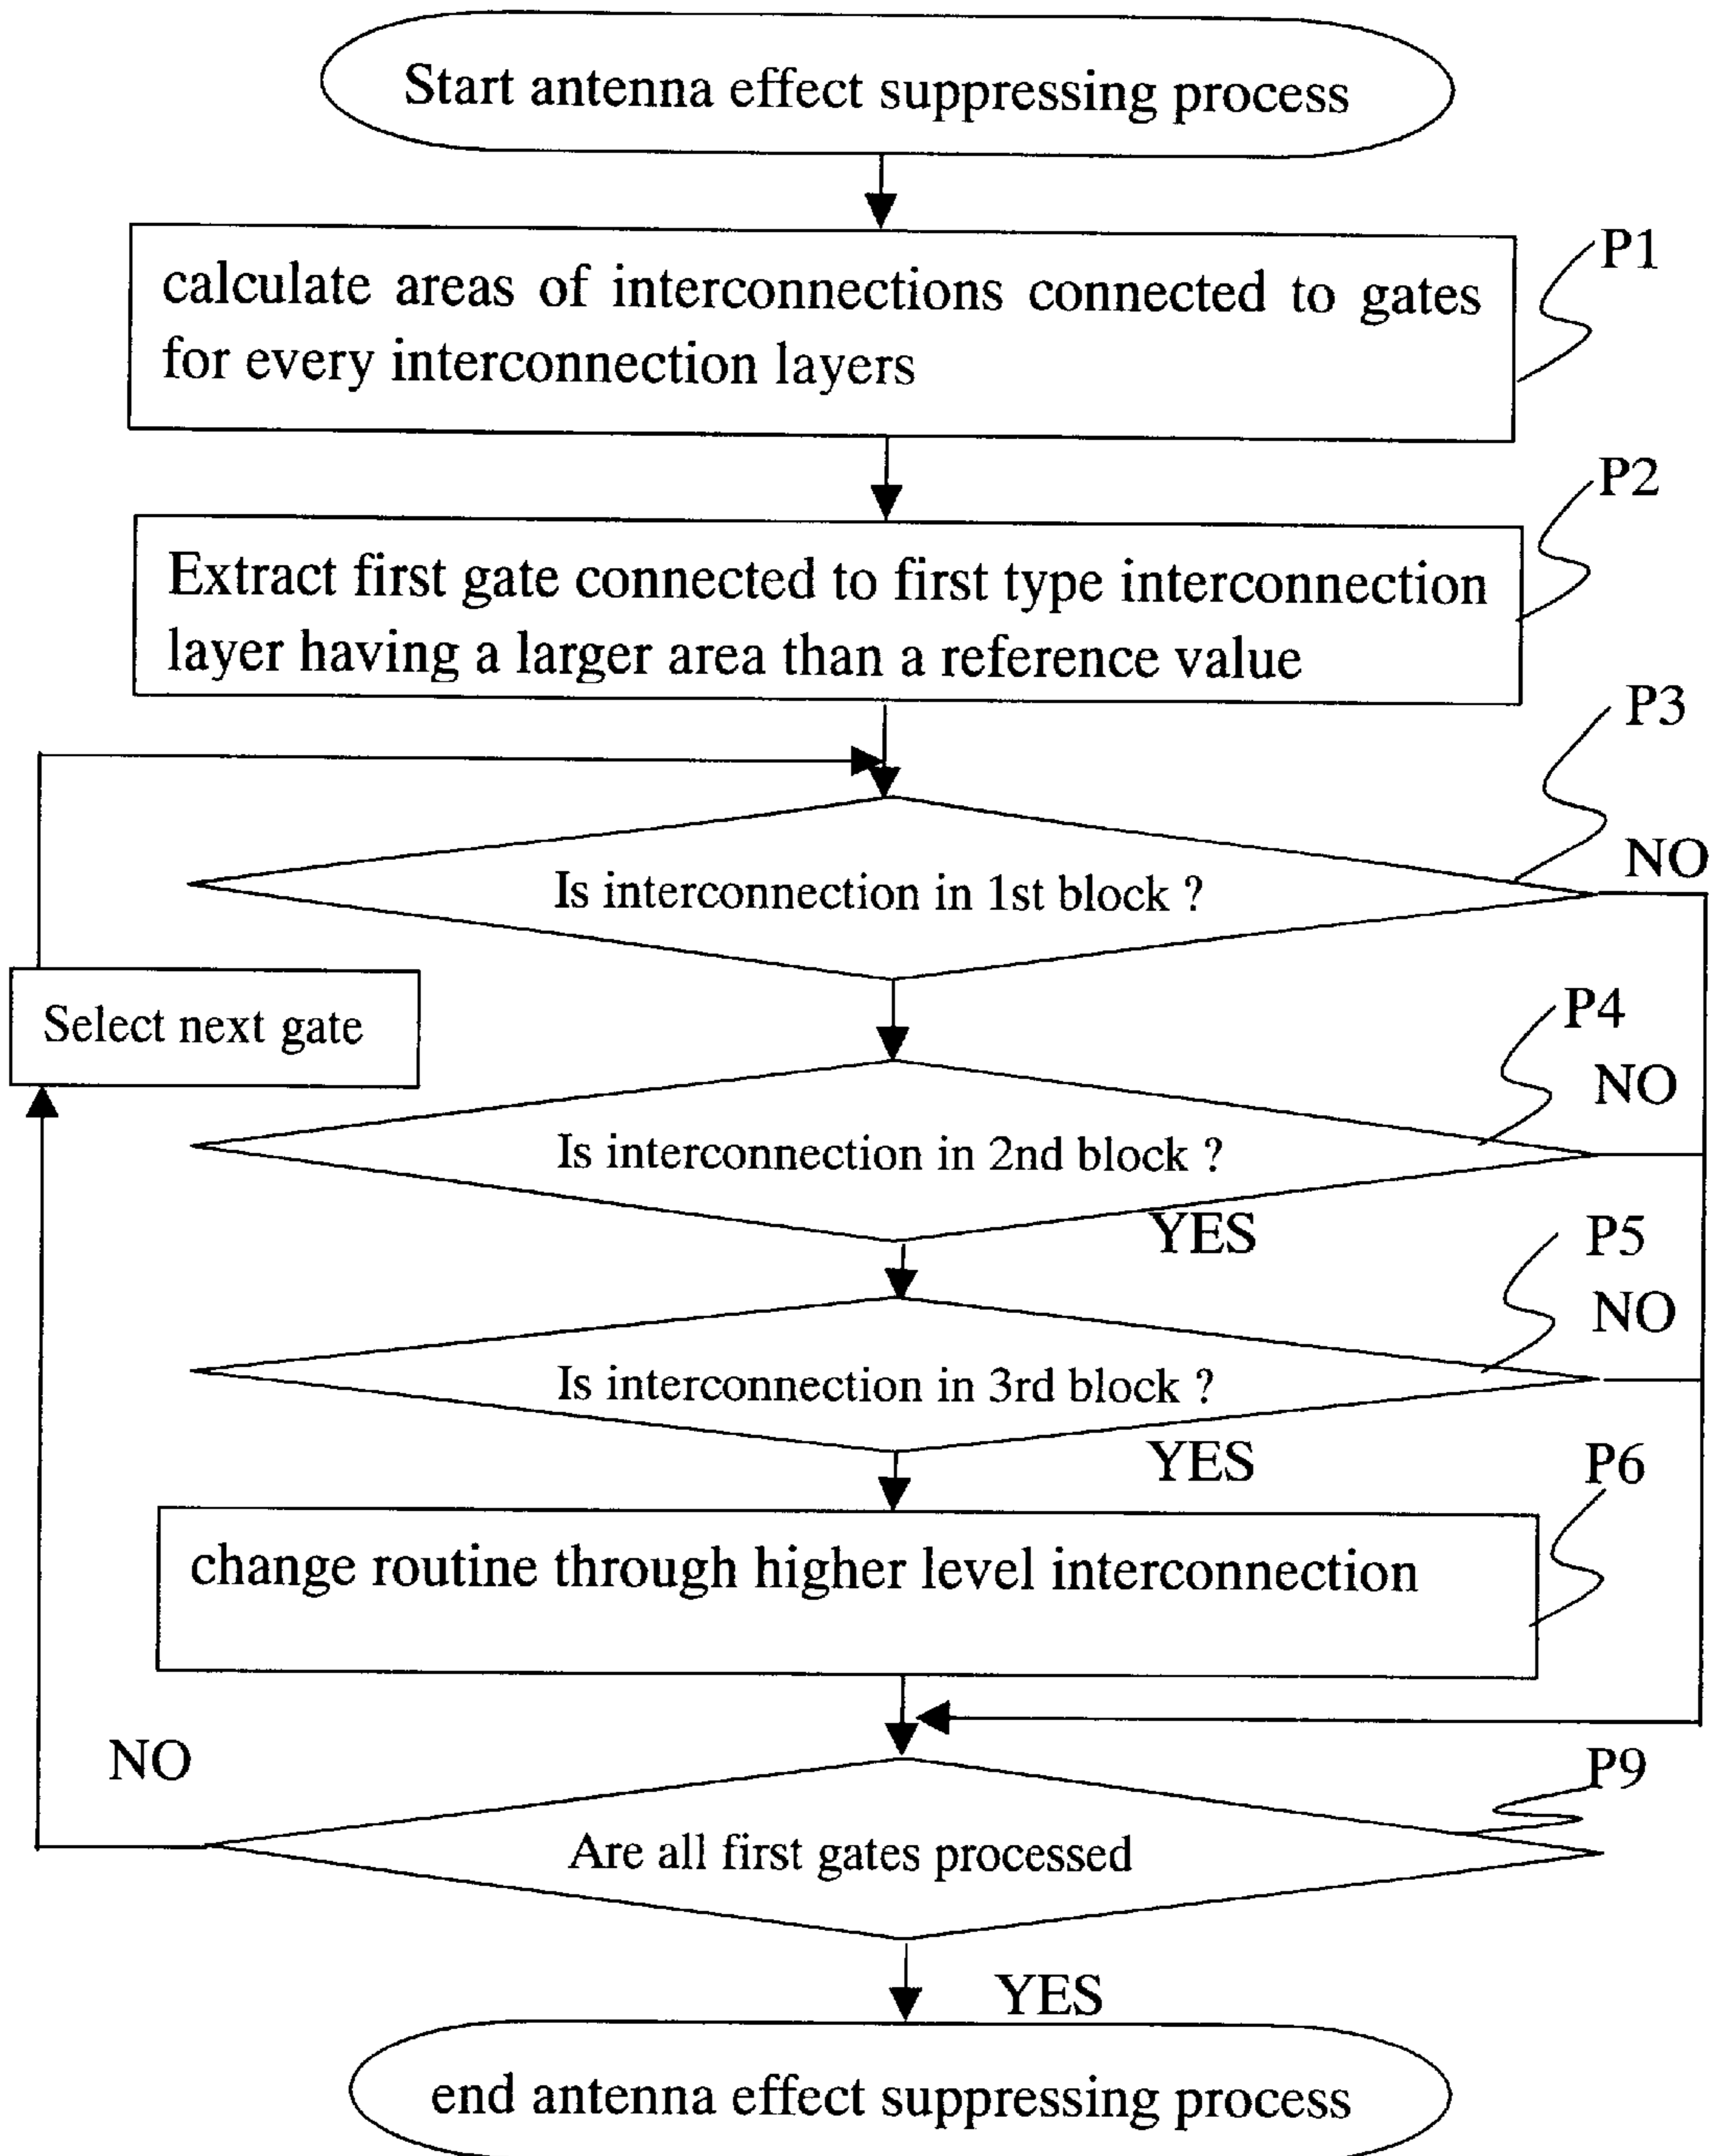 Start antenna effect suppressing process
P1
calculate areas of interconnections connected to gates
for every interconnection layers
P2
Extract first gate connected to first type interconnection
layer having a larger area than a reference value
P3
NO
Is interconnection in 1st block ?
Select next gate
P4
NO
Is interconnection in 2nd block ?
YES
P5
NO
Is interconnection in 3rd block ?
YES
P6
change routine through higher level interconnection
NO
P9
Are all first gates processed
YES
end antenna effect suppressing process